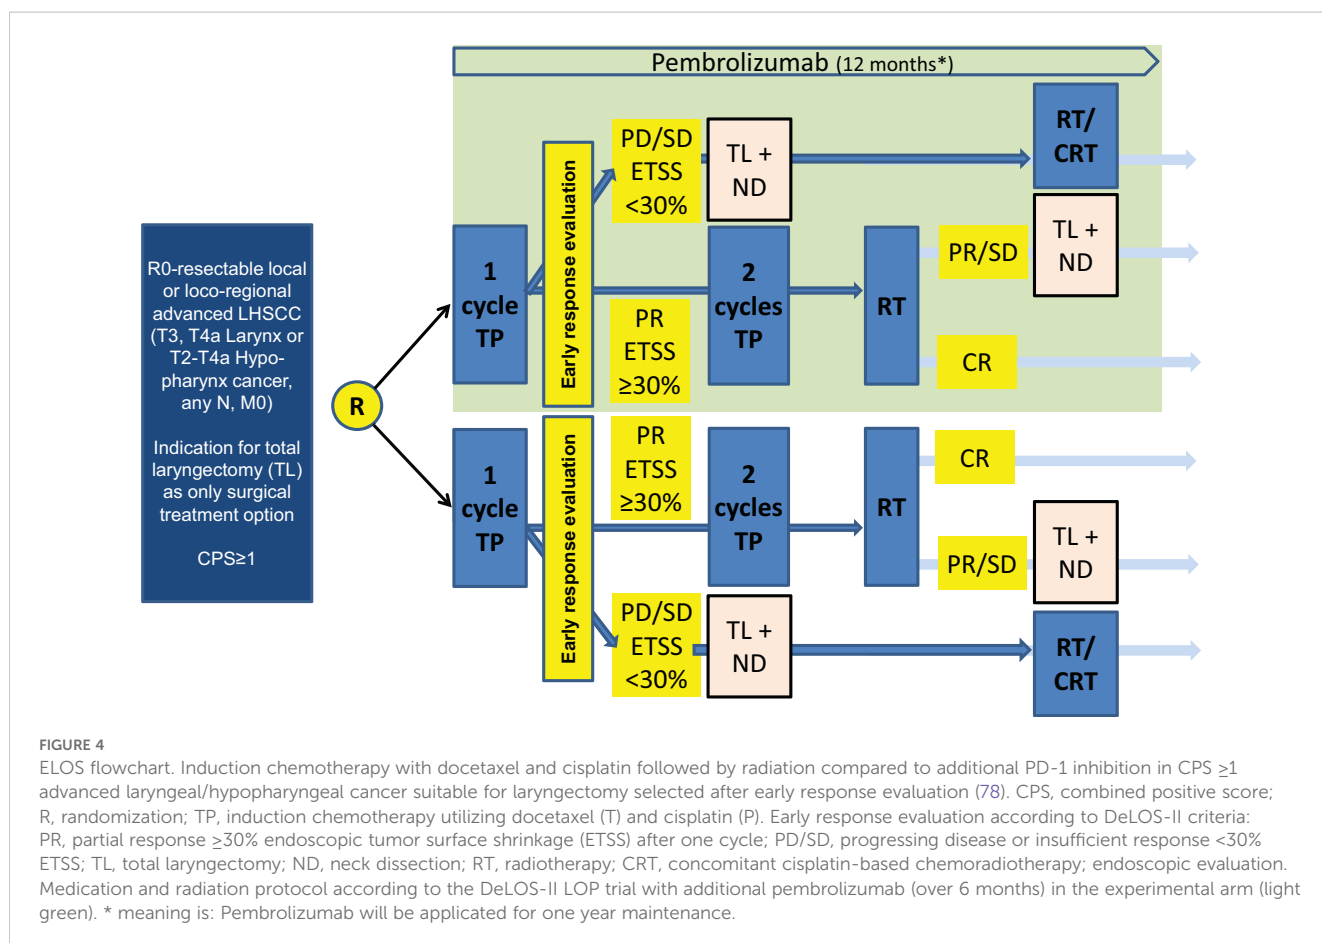 Pembrolizumab (12 months*)
R0-resectable local
or loco-regional
advanced LHSCC
(T3, T4a Larynx or
T2-T4a Hypo-
pharynx cancer,
any N, M0)
Indication for total
laryngectomy (TL)
as only surgical
treatment option
CPS≥1
R
1
cycle
TP
Early response evaluation
PD/SD
ETSS
<30%
TL +
ND
RT/
CRT
PR
ETSS
≥30%
2
cycles
TP
RT
PR/SD
TL +
ND
CR
1
cycle
TP
Early response evaluation
PR
ETSS
≥30%
2
cycles
TP
RT
CR
PR/SD
TL +
ND
PD/SD
ETSS
<30%
TL +
ND
RT/
CRT
FIGURE 4
ELOS flowchart. Induction chemotherapy with docetaxel and cisplatin followed by radiation compared to additional PD-1 inhibition in CPS ≥1
advanced laryngeal/hypopharyngeal cancer suitable for laryngectomy selected after early response evaluation (78). CPS, combined positive score;
R, randomization; TP, induction chemotherapy utilizing docetaxel (T) and cisplatin (P). Early response evaluation according to DeLOS-II criteria:
PR, partial response ≥30% endoscopic tumor surface shrinkage (ETSS) after one cycle; PD/SD, progressing disease or insufficient response <30%
ETSS; TL, total laryngectomy; ND, neck dissection; RT, radiotherapy; CRT, concomitant cisplatin-based chemoradiotherapy; endoscopic evaluation.
Medication and radiation protocol according to the DeLOS-II LOP trial with additional pembrolizumab (over 6 months) in the experimental arm (light
green). * meaning is: Pembrolizumab will be applicated for one year maintenance.